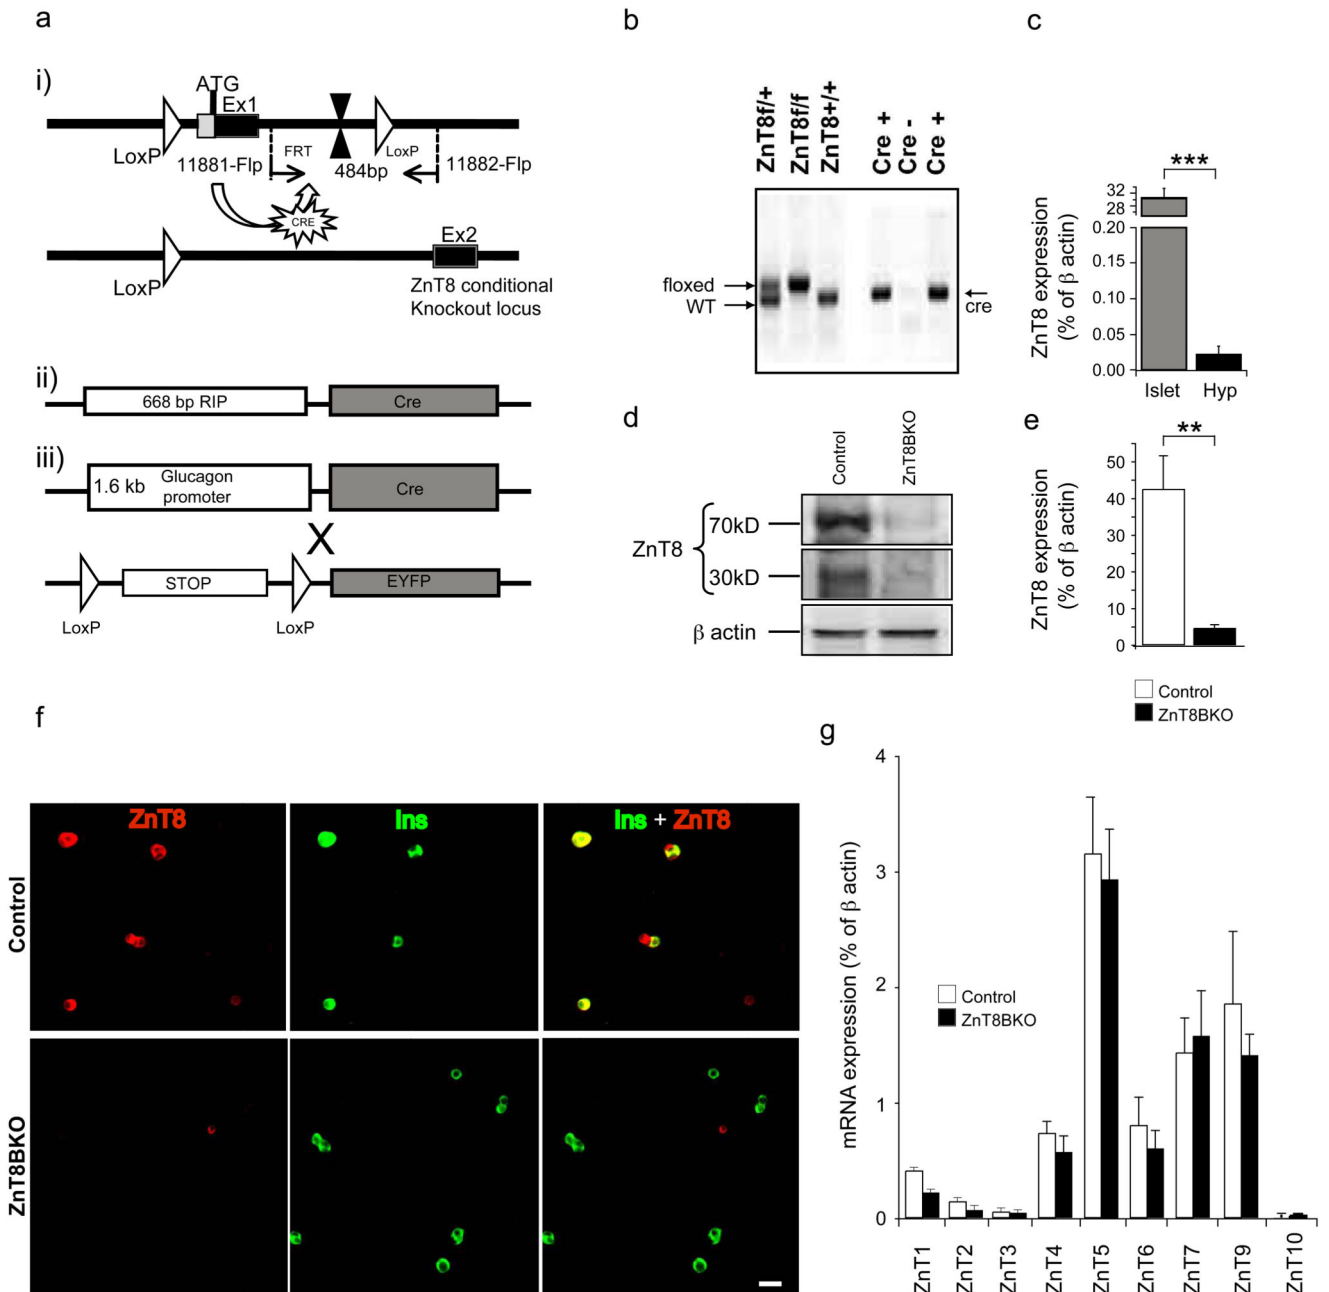 a
i)
ATG
Ex1
LoxP
11881-Flp
FRT
484bp
LoxP
11882-Flp
CRE
Ex2
LoxP
ZnT8 conditional
Knockout locus
ii)
668 bp RIP
Cre
iii)
1.6 kb
Glucagon
promoter
Cre
X
STOP
EYFP
LoxP
LoxP
b
ZnT8f/+
ZnT8f/f
ZnT8+/+
Cre +
Cre -
Cre +
floxed
WT
cre
c
***
ZnT8 expression
(% of β actin)
32
28
0.20
0.15
0.10
0.05
0.00
Islet
Hyp
d
Control
ZnT8BKO
ZnT8
70kD
30kD
β actin
e
**
ZnT8 expression
(% of β actin)
50
40
30
20
10
0
Control
ZnT8BKO
f
ZnT8
Ins
Ins + ZnT8
Control
ZnT8BKO
g
mRNA expression (% of β actin)
4
3
2
1
0
Control
ZnT8BKO
ZnT1
ZnT2
ZnT3
ZnT4
ZnT5
ZnT6
ZnT7
ZnT9
ZnT10